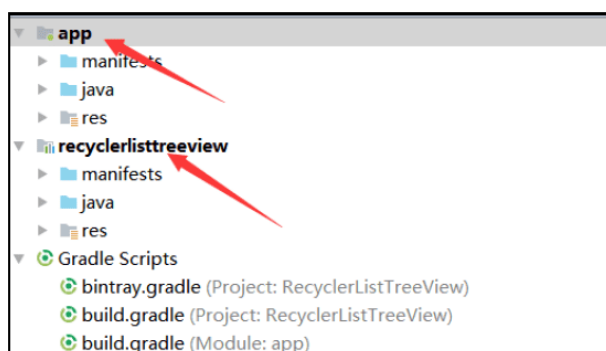 app
manifests
java
res
recyclerlisttreeview
manifests
java
res
Gradle Scripts
bintray.gradle (Project: RecyclerListTreeView)
build.gradle (Project: RecyclerListTreeView)
build.gradle (Module: app)